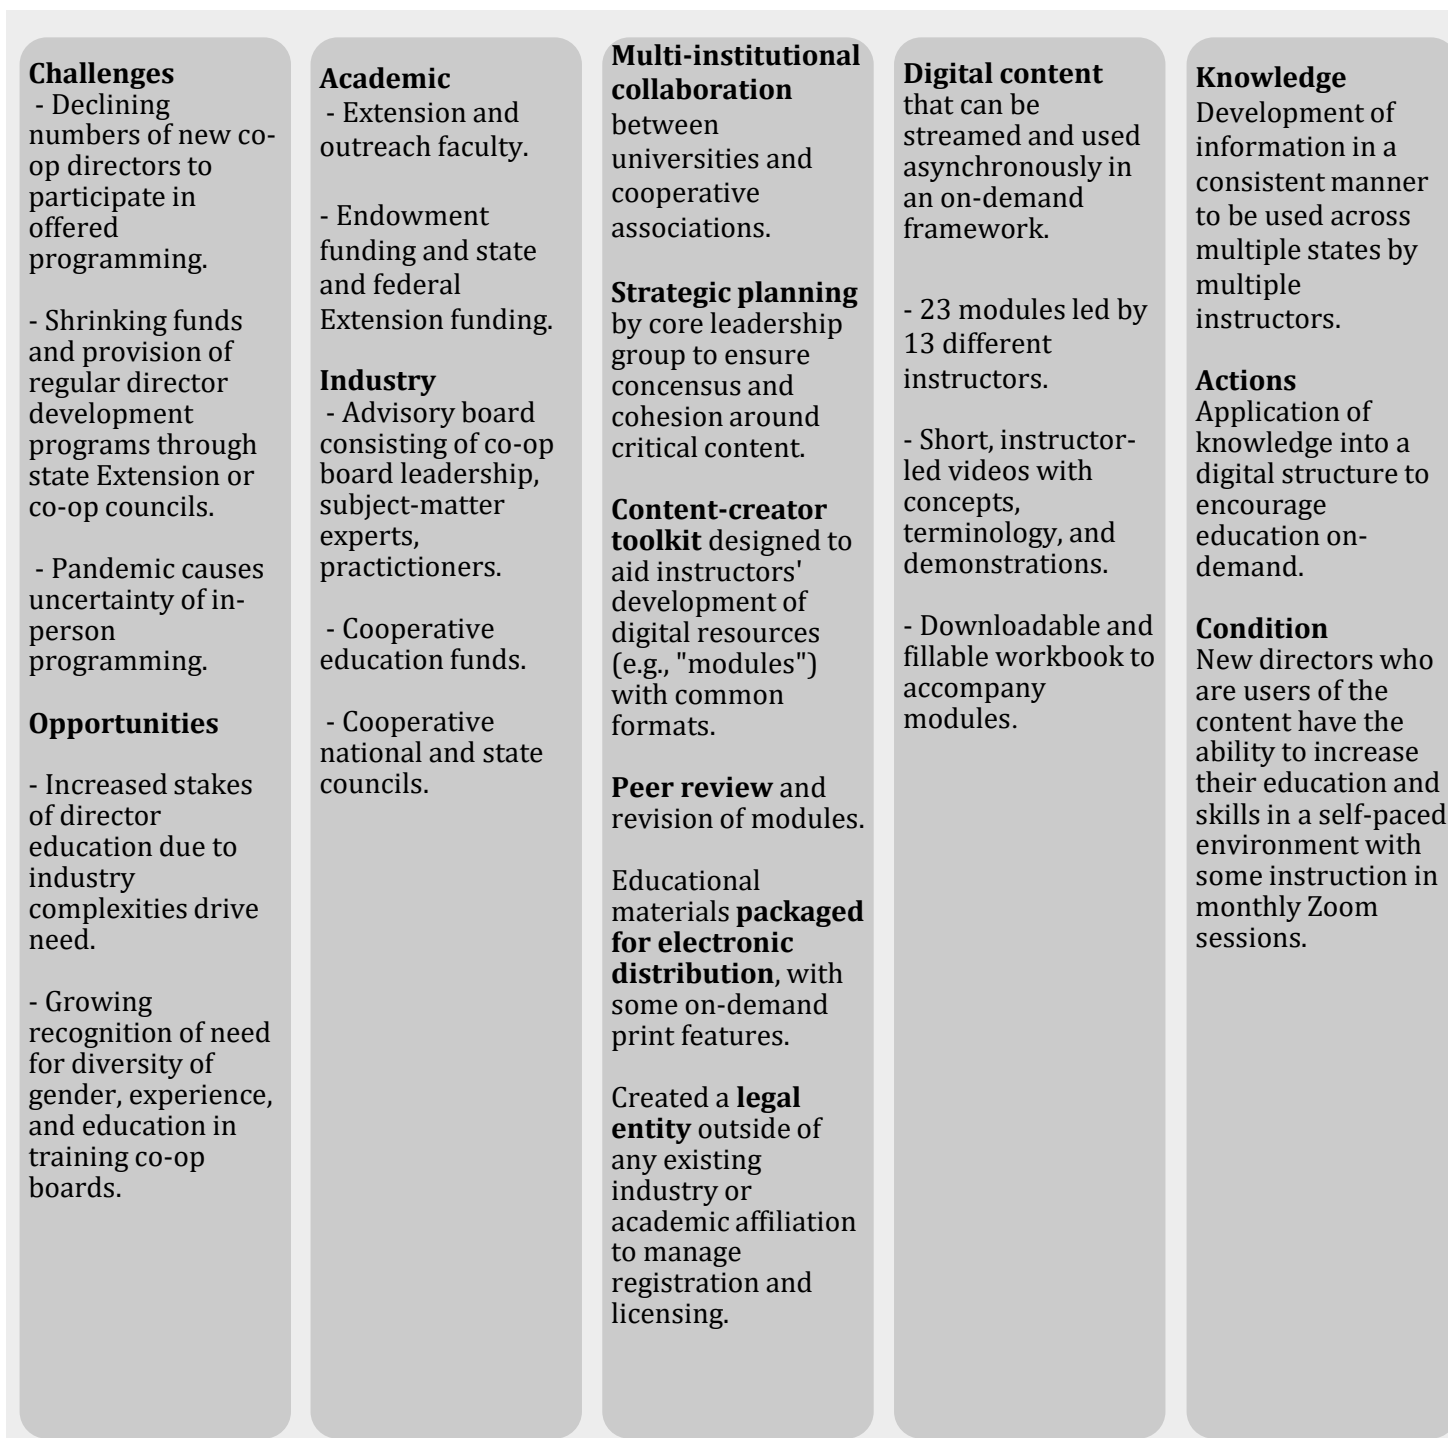 Challenges
- Declining
numbers of new co-
op directors to
participate in
offered
programming.
- Shrinking funds
and provision of
regular director
development
programs through
state Extension or
co-op councils.
- Pandemic causes
uncertainty of in-
person
programming.
Opportunities
- Increased stakes
of director
education due to
industry
complexities drive
need.
- Growing
recognition of need
for diversity of
gender, experience,
and education in
training co-op
boards.
Academic
- Extension and
outreach faculty.
- Endowment
funding and state
and federal
Extension funding.
Industry
- Advisory board
consisting of co-op
board leadership,
subject-matter
experts,
practictioners.
- Cooperative
education funds.
- Cooperative
national and state
councils.
Multi-institutional
collaboration
between
universities and
cooperative
associations.
Strategic planning
by core leadership
group to ensure
concensus and
cohesion around
critical content.
Content-creator
toolkit designed to
aid instructors'
development of
digital resources
(e.g., "modules")
with common
formats.
Peer review and
revision of modules.
Educational
materials packaged
for electronic
distribution, with
some on-demand
print features.
Created a legal
entity outside of
any existing
industry or
academic affiliation
to manage
registration and
licensing.
Digital content
that can be
streamed and used
asynchronously in
an on-demand
framework.
- 23 modules led by
13 different
instructors.
- Short, instructor-
led videos with
concepts,
terminology, and
demonstrations.
- Downloadable and
fillable workbook to
accompany
modules.
Knowledge
Development of
information in a
consistent manner
to be used across
multiple states by
multiple
instructors.
Actions
Application of
knowledge into a
digital structure to
encourage
education on-
demand.
Condition
New directors who
are users of the
content have the
ability to increase
their education and
skills in a self-paced
environment with
some instruction in
monthly Zoom
sessions.